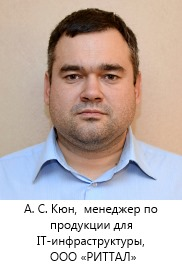 А. С. Кюн,  менеджер по
продукции для
IT-инфраструктуры,
ООО «РИТТАЛ»